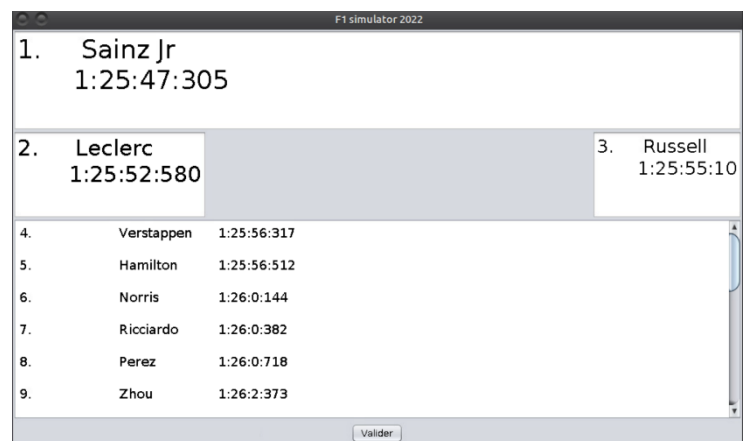 F1 simulator 2022
1. Sainz Jr
1:25:47:305
2. Leclerc
1:25:52:580
3. Russell
1:25:55:10
4. Verstappen 1:25:56:317
5. Hamilton 1:25:56:512
6. Norris 1:26:0:144
7. Ricciardo 1:26:0:382
8. Perez 1:26:0:718
9. Zhou 1:26:2:373
Valider